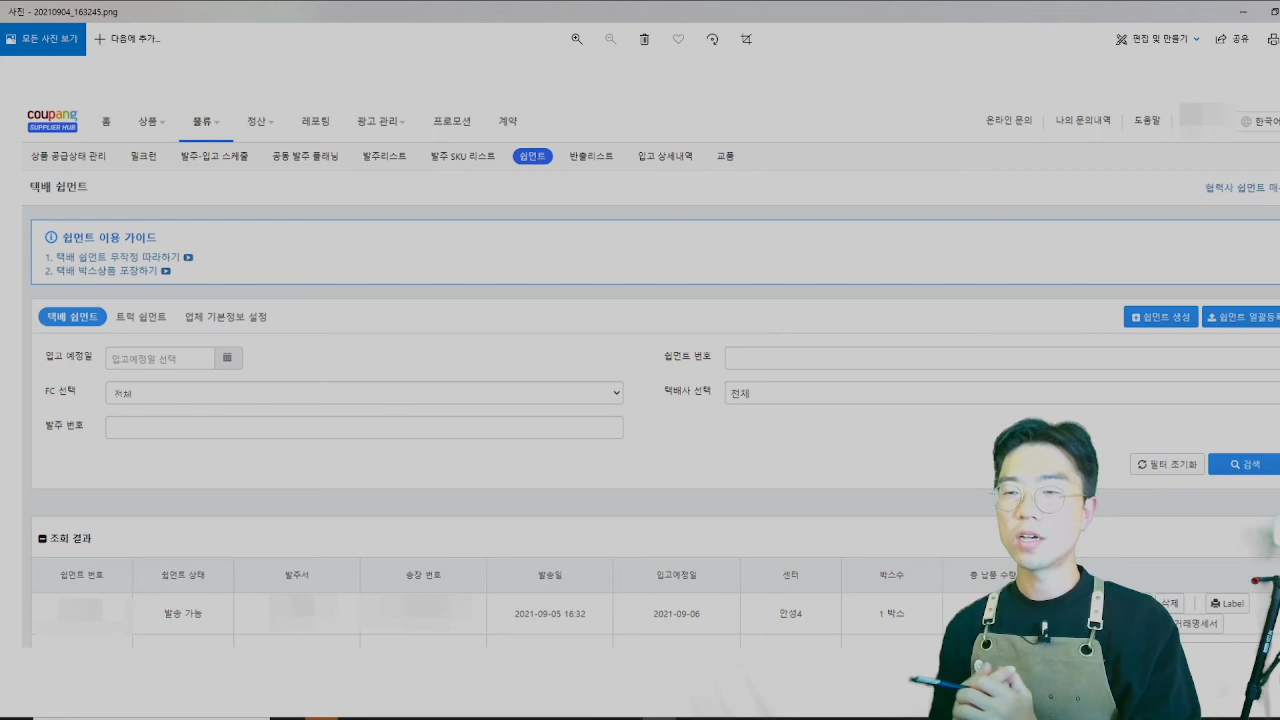 사진 - 20210904_163245.png
모든 사진 보기
다음에 추가...
편집 및 만들기
공유
coupang
SUPPLIER HUB
홈
상품
물류
정산
레포팅
광고 관리
프로모션
계약
온라인 문의
나의 문의내역
도움말
한국어
상품 공급상태 관리
밀크런
발주-입고 스케줄
공동 발주 플래닝
발주리스트
발주 SKU 리스트
쉽먼트
반출리스트
입고 상세내역
교품
택배 쉽먼트
협력사 쉽먼트 매
쉽먼트 이용 가이드
1. 택배 쉽먼트 무작정 따라하기
2. 택배 박스상품 포장하기
택배 쉽먼트
트럭 쉽먼트
업체 기본정보 설정
쉽먼트 생성
쉽먼트 일괄등록
입고 예정일
입고예정일 선택
쉽먼트 번호
FC 선택
전체
택배사 선택
전체
발주 번호
필터 초기화
검색
조회 결과
쉽먼트 번호
쉽먼트 상태
발주서
송장 번호
발송일
입고예정일
센터
박스수
총 납품 수량
발송 가능
2021-09-05 16:32
2021-09-06
안성4
1 박스
삭제
Label
거래명세서